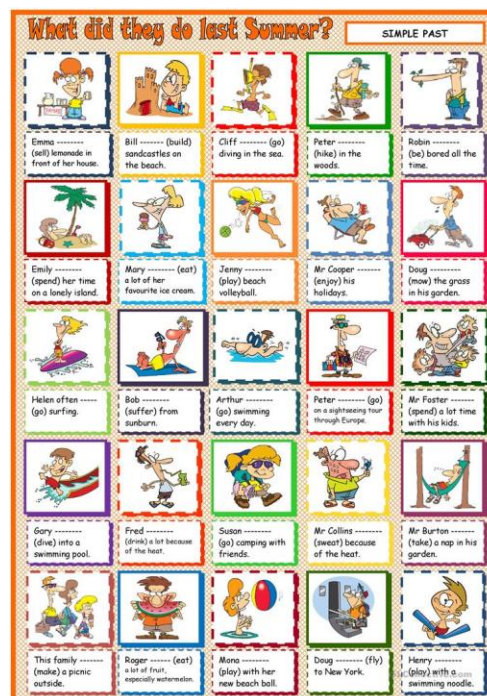 What did they do last Summer?
SIMPLE PAST
Emma --------
(sell) lemonade in
front of her house.
Bill ------- (build)
sandcastles on
the beach.
Cliff ------- (go)
diving in the sea.
Peter --------
(hike) in the
woods.
Robin --------
(be) bored all the
time.
Emily --------
(spend) her time
on a lonely island.
Mary -------- (eat)
a lot of her
favourite ice cream.
Jenny --------
(play) beach
volleyball.
Mr Cooper -------
(enjoy) his
holidays.
Doug --------
(mow) the grass
in his garden.
Helen often -----
(go) surfing.
Bob --------
(suffer) from
sunburn.
Arthur --------
(go) swimming
every day.
Peter -------- (go)
on a sightseeing tour
through Europe.
Mr Foster --------
(spend) a lot time
with his kids.
Gary --------
(dive) into a
swimming pool.
Fred --------
(drink) a lot because
of the heat.
Susan --------
(go) camping with
friends.
Mr Collins --------
(sweat) because
of the heat.
Mr Burton --------
(take) a nap in his
garden.
This family --------
(make) a picnic
outside.
Roger ------ (eat)
a lot of fruit,
especially watermelon.
Mona --------
(play) with her
new beach ball.
Doug -------- (fly)
to New York.
Henry --------
(play) with a
swimming noodle.